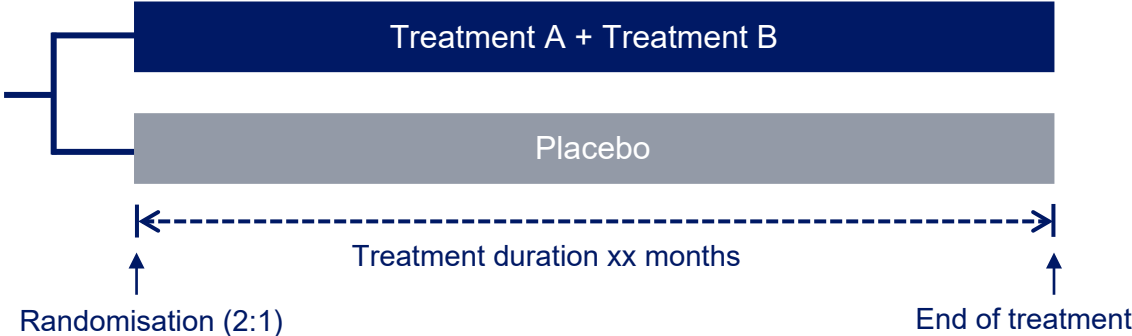 Treatment A + Treatment B
Placebo
Treatment duration xx months
Randomisation (2:1)
End of treatment